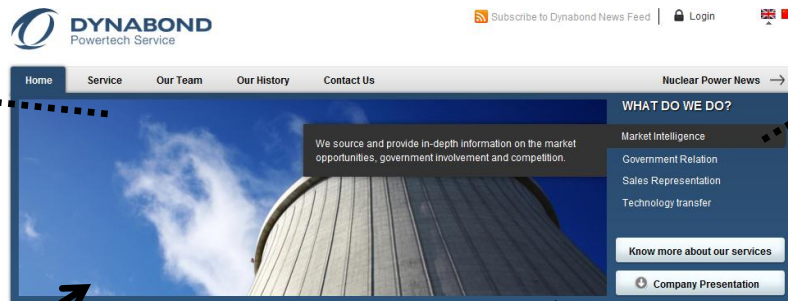 DYNABOND
Powertech Service
Subscribe to Dynabond News Feed
Login
Home
Service
Our Team
Our History
Contact Us
Nuclear Power News
WHAT DO WE DO?
We source and provide in-depth information on the market
opportunities, government involvement and competition.
Market Intelligence
Government Relation
Sales Representation
Technology transfer
Know more about our services
Company Presentation